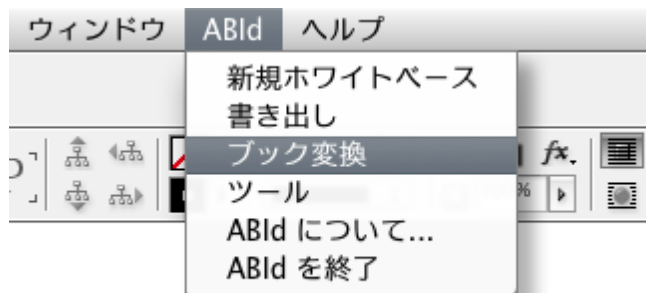 ウィンドウ ABId ヘルプ
新規ホワイトベース
書き出し
ブック変換
fx.
ツール
%
ABId について...
ABId を終了